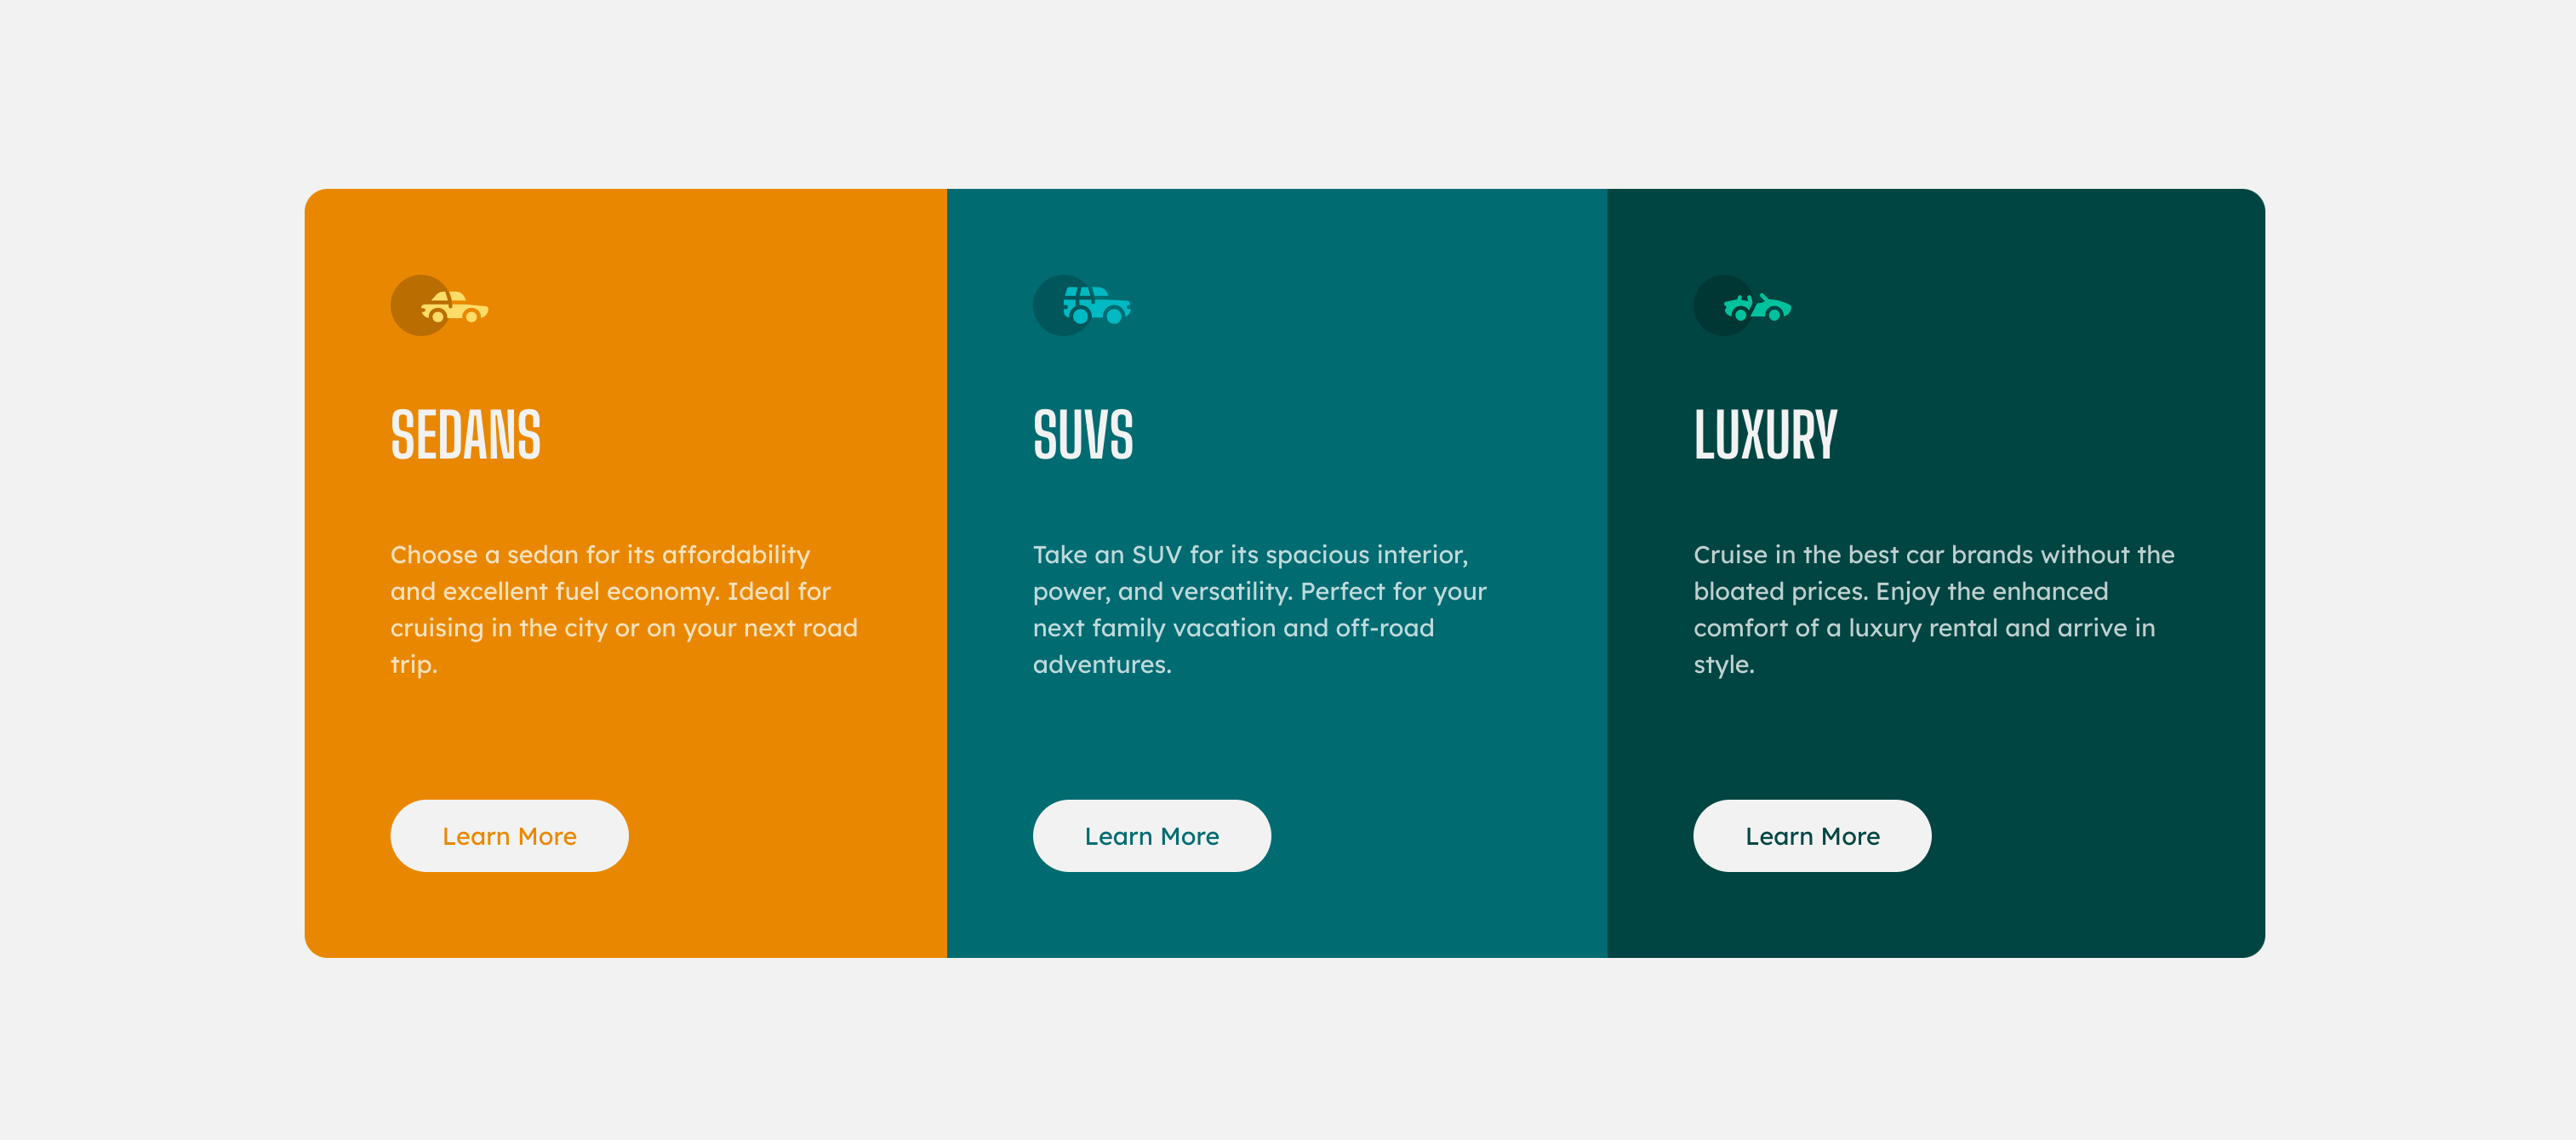 SEDANS
Choose a sedan for its affordability
and excellent fuel economy. Ideal for
cruising in the city or on your next road
trip.
Learn More
SUVS
Take an SUV for its spacious interior,
power, and versatility. Perfect for your
next family vacation and off-road
adventures.
Learn More
LUXURY
Cruise in the best car brands without the
bloated prices. Enjoy the enhanced
comfort of a luxury rental and arrive in
style.
Learn More